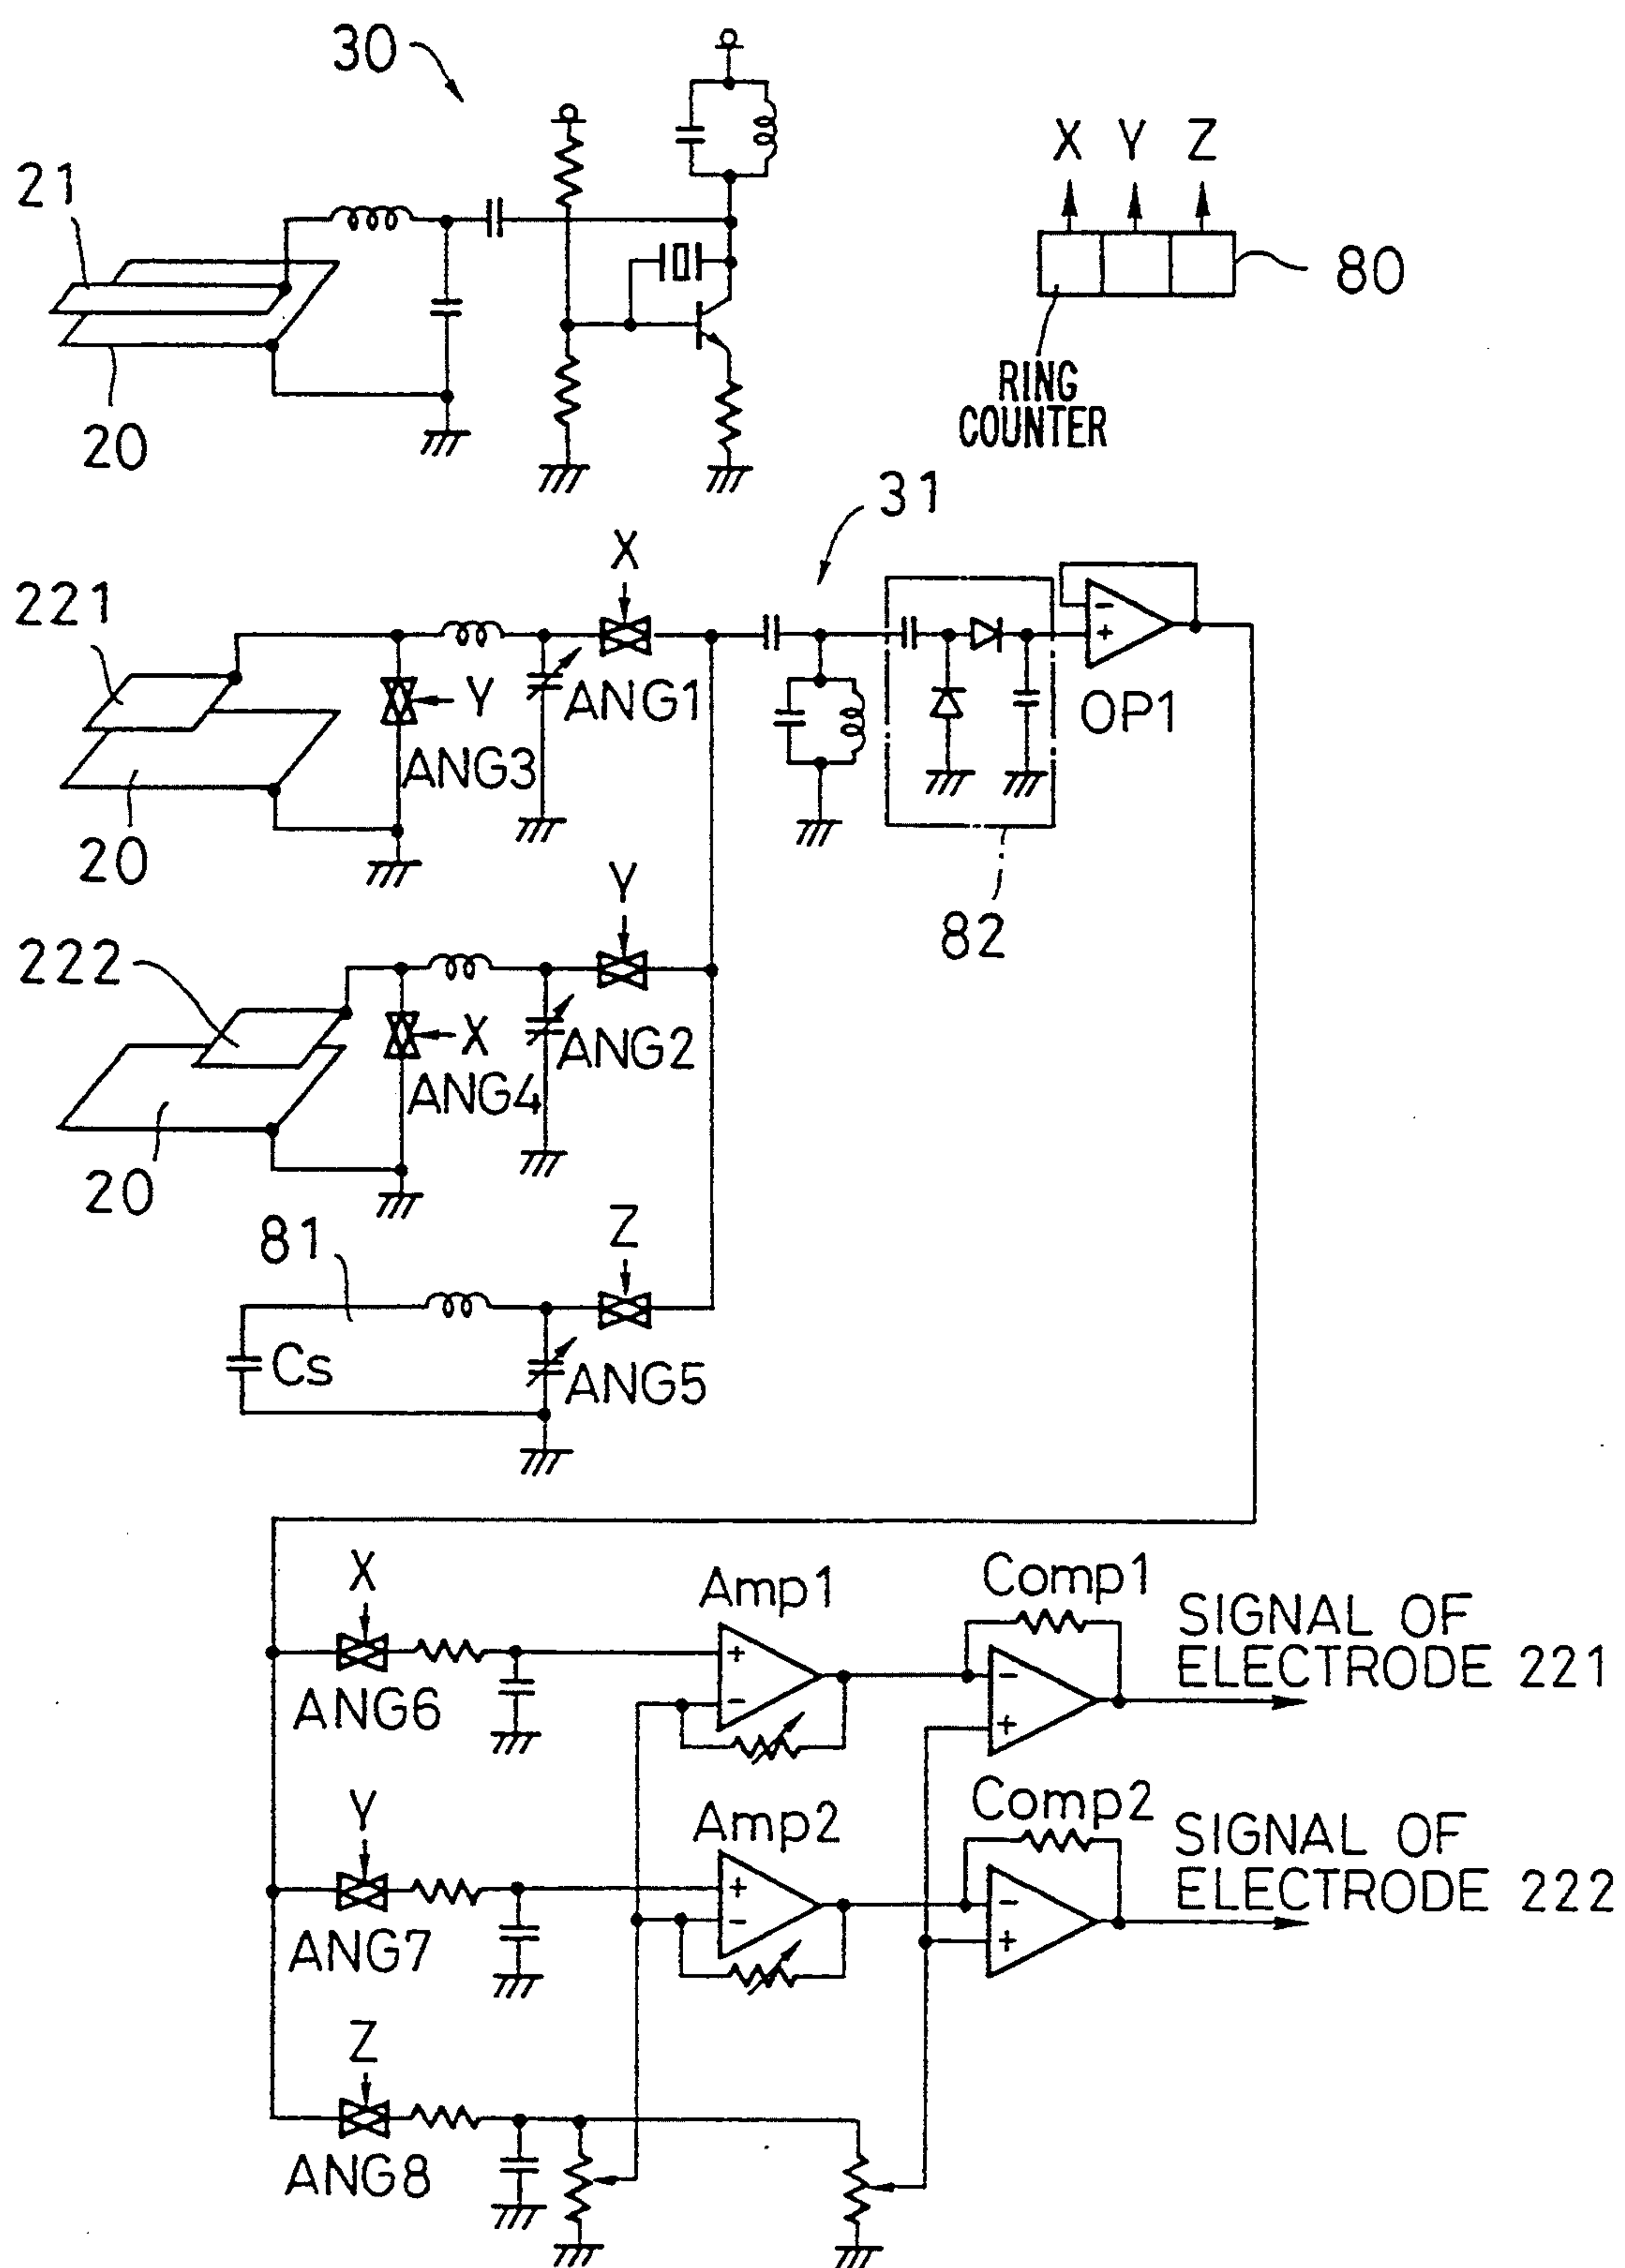 30
21
X Y Z
80
RING
COUNTER
20
31
X
221
Y
ANG1
OP1
ANG3
20
Y
82
222
X
ANG2
ANG4
20
Z
81
Cs
ANG5
X
Amp1
Comp1
SIGNAL OF
ELECTRODE 221
+
-
-
+
ANG6
Y
Amp2
Comp2
SIGNAL OF
ELECTRODE 222
+
-
-
+
ANG7
Z
ANG8
-
+